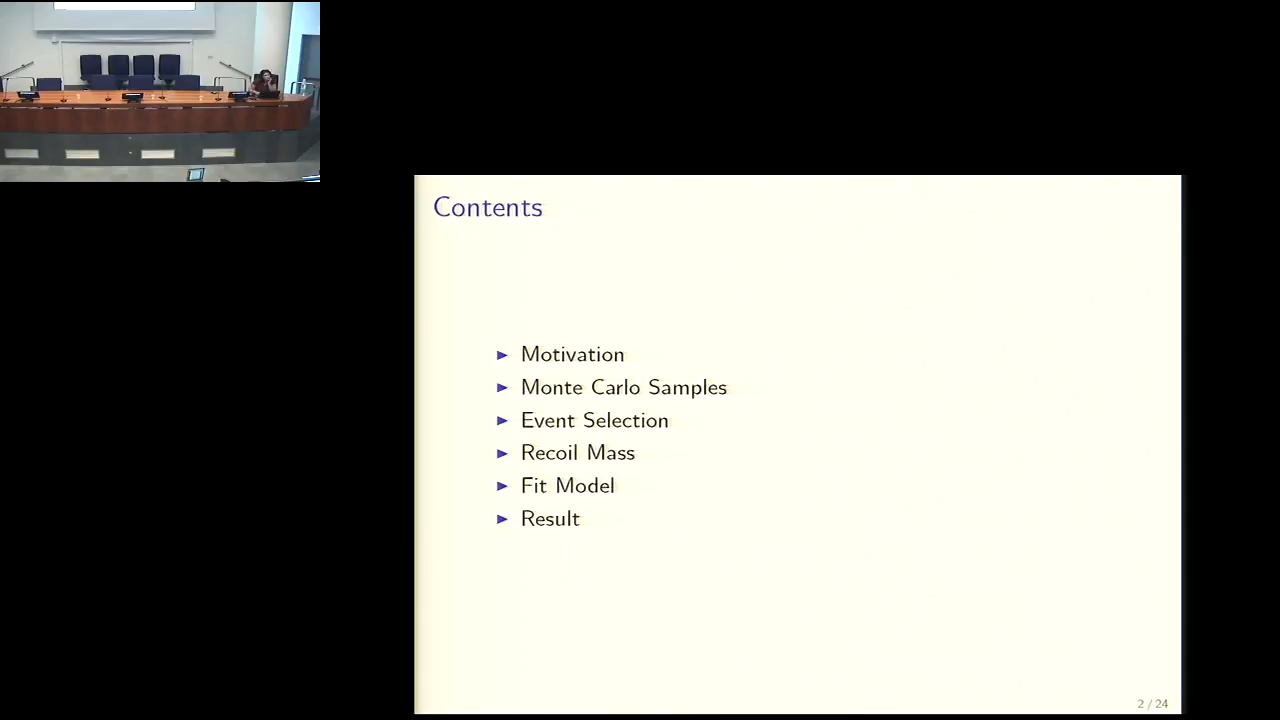 Contents
Motivation
Monte Carlo Samples
Event Selection
Recoil Mass
Fit Model
Result
2 / 24